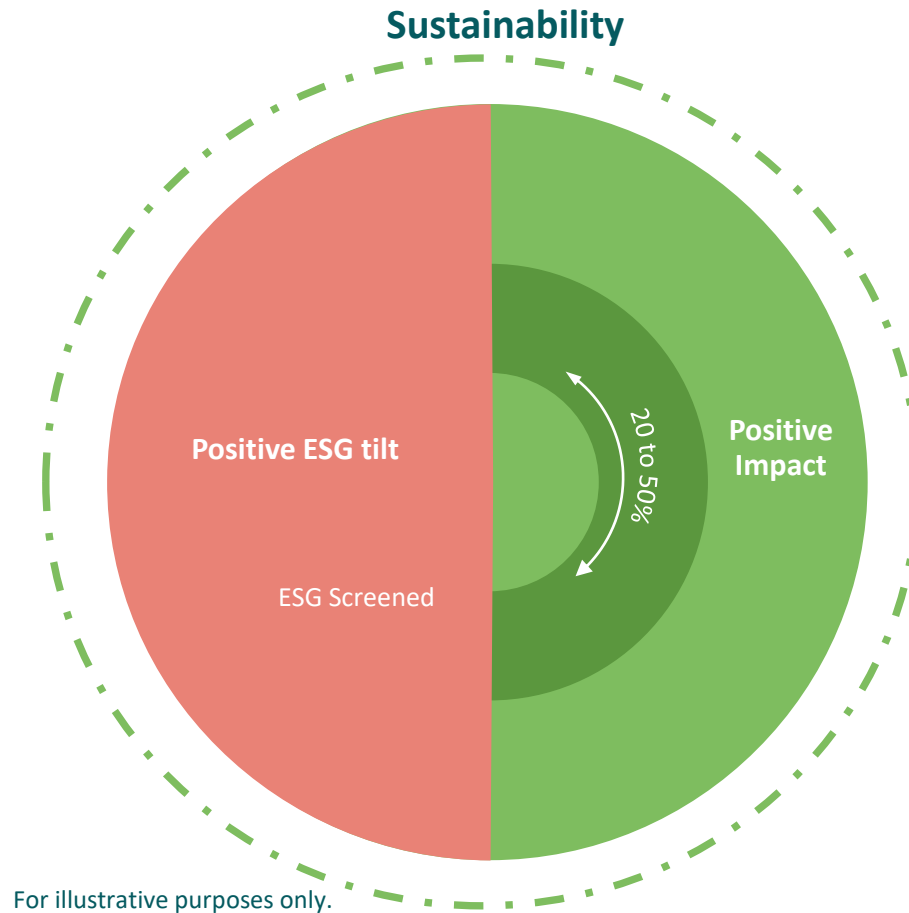 Sustainability
Positive ESG tilt
20 to 50%
Positive
Impact
ESG Screened
For illustrative purposes only.